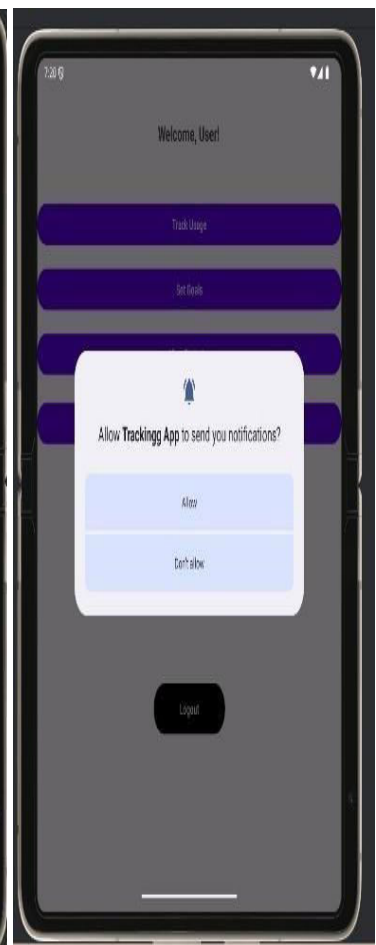 7:20
Welcome, User!
Track Usage
Set Goals
Allow Trackingg App to send you notifications?
Allow
Don't allow
Logout